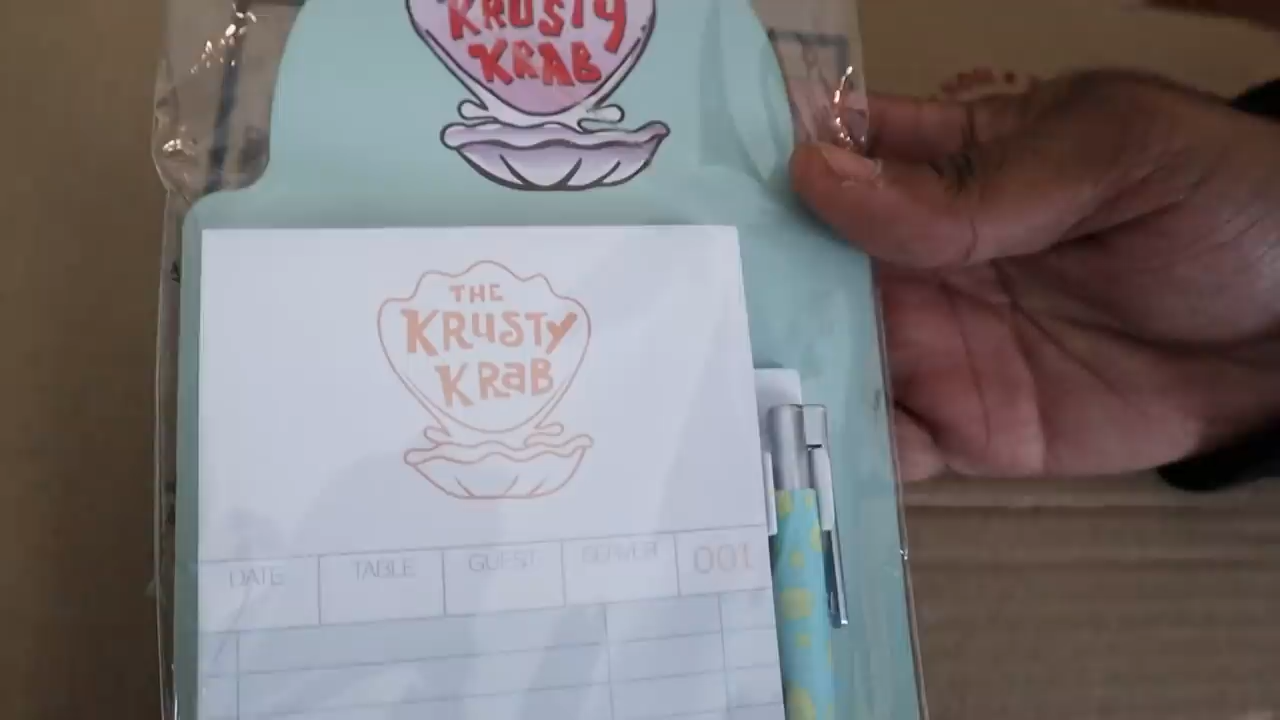 KRUSTY
KRAB
THE
KRUSTY
KRAB
DATE TABLE GUEST SERVER 001